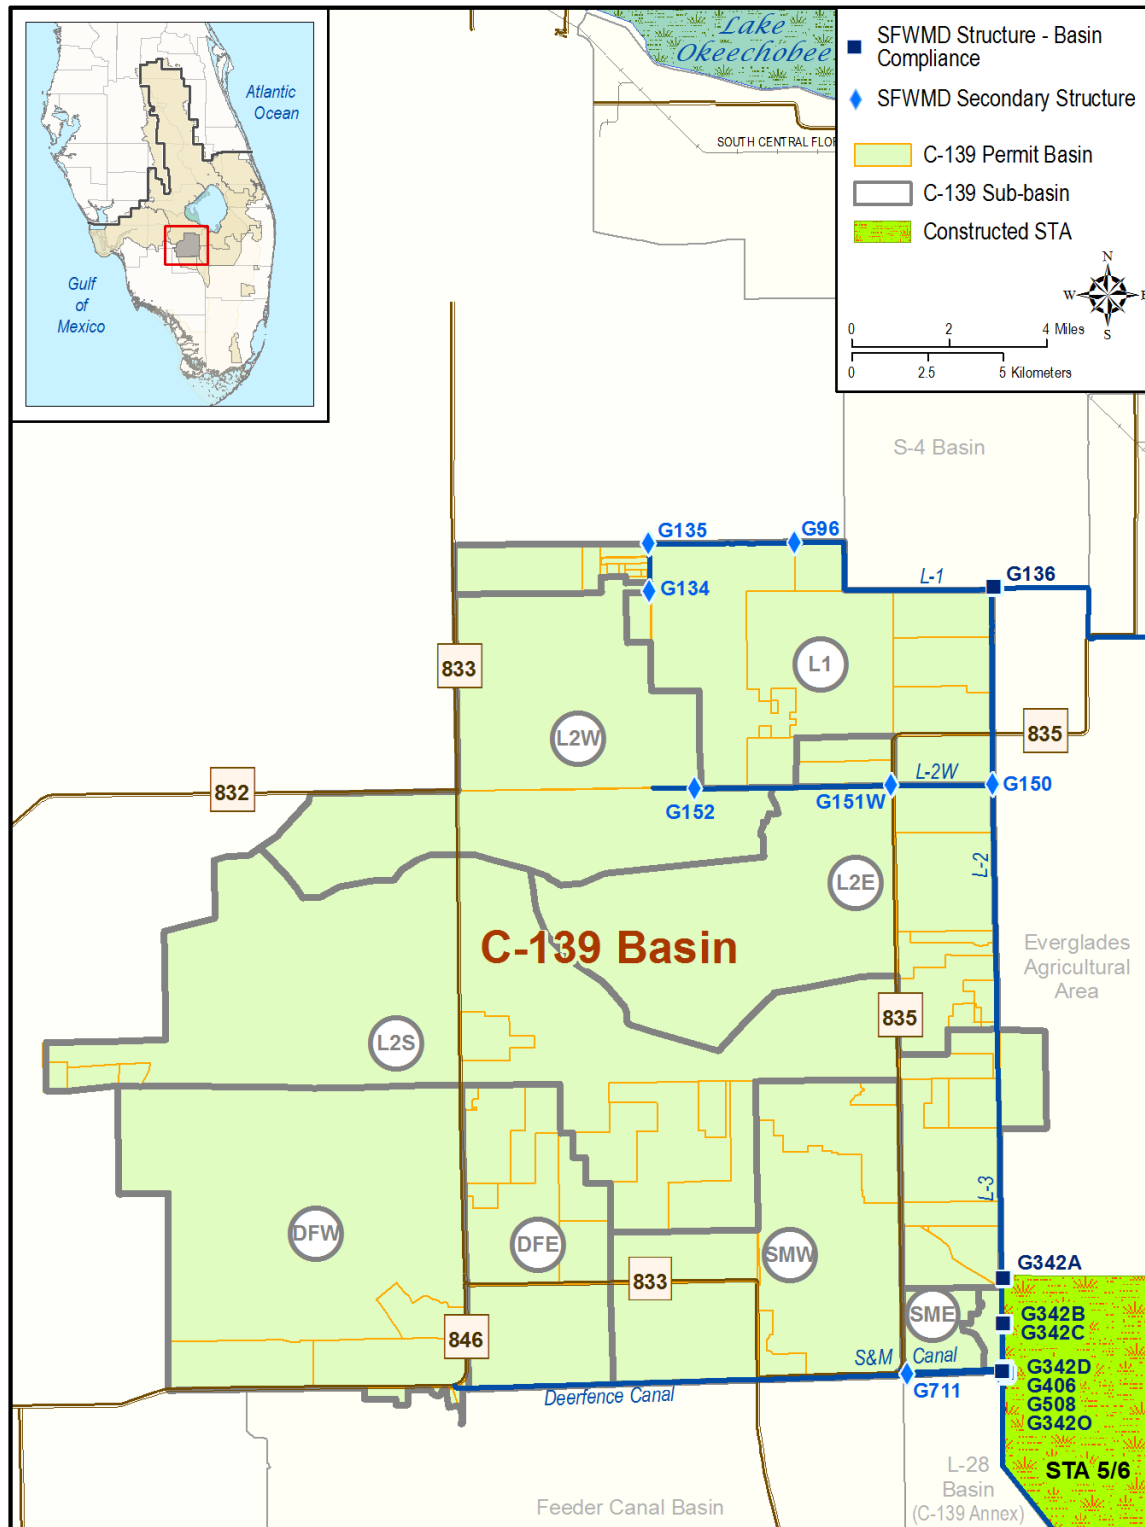 Atlantic
Ocean
Gulf
of
Mexico
Lake
Okeechobee
SOUTH CENTRAL FLOR
SFWMD Structure - Basin
Compliance
SFWMD Secondary Structure
C-139 Permit Basin
C-139 Sub-basin
Constructed STA
N
W
E
S
0 2 4 Miles
0 2.5 5 Kilometers
S-4 Basin
G135
G96
L-1
G136
G134
833
L1
835
L2W
L-2W
832
G152
G151W
G150
L-2
L2E
C-139 Basin
Everglades
Agricultural
Area
835
L2S
L-3
DFW
DFE
SMW
G342A
833
SME
G342B
G342C
846
S&M Canal
G342D
G406
G508
G342O
G711
Deerfence Canal
STA 5/6
L-28
Basin
(C-139 Annex)
Feeder Canal Basin